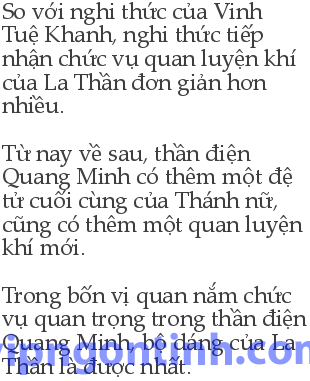 So với nghi thức của Vinh
Tuệ Khanh, nghi thức tiếp
nhận chức vụ quan luyện khí
của La Thần đơn giản hơn
nhiều.
Từ nay về sau, thần điện
Quang Minh có thêm một đệ
tử cuối cùng của Thánh nữ,
cũng có thêm một quan luyện
khí mới.
Trong bốn vị quan nắm chức
vụ quan trọng trong thần điện
Quang Minh, bộ dáng của La
Thần là được nhất.